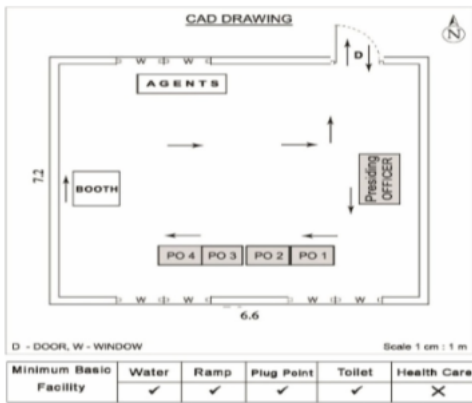 CAD DRAWING
N
W W
D
AGENTS
7.2
BOOTH
Presiding
OFFICER
PO 4 PO 3 PO 2 PO 1
W W W W
6.6
D - DOOR, W - WINDOW
Scale 1 cm : 1 m
Minimum Basic Facility Water Ramp Plug Point Toilet Health Care
✓ ✓ ✓ ✓ X